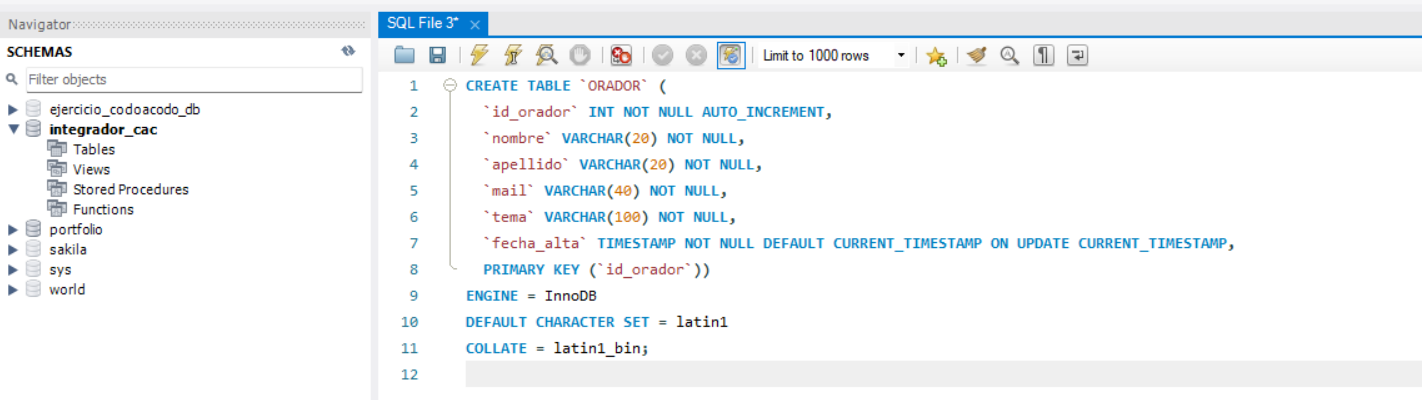 Navigator
SQL File 3*
SCHEMAS
Limit to 1000 rows
Filter objects
ejercicio_codoacodo_db
integrador_cac
Tables
Views
Stored Procedures
Functions
portfolio
sakila
sys
world
1 CREATE TABLE `ORADOR` (
2 `id_orador` INT NOT NULL AUTO_INCREMENT,
3 `nombre` VARCHAR(20) NOT NULL,
4 `apellido` VARCHAR(20) NOT NULL,
5 `mail` VARCHAR(40) NOT NULL,
6 `tema` VARCHAR(100) NOT NULL,
7 `fecha_alta` TIMESTAMP NOT NULL DEFAULT CURRENT_TIMESTAMP ON UPDATE CURRENT_TIMESTAMP,
8 PRIMARY KEY (`id_orador`))
9 ENGINE = InnoDB
10 DEFAULT CHARACTER SET = latin1
11 COLLATE = latin1_bin;
12